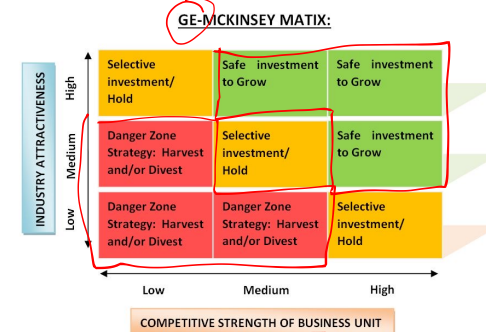 GE-MCKINSEY MATIX:
INDUSTRY ATTRACTIVENESS
High
Selective
investment/
Hold
Safe investment
to Grow
Safe investment
to Grow
Medium
Danger Zone
Strategy: Harvest
and/or Divest
Selective
investment/
Hold
Safe investment
to Grow
Low
Danger Zone
Strategy: Harvest
and/or Divest
Danger Zone
Strategy: Harvest
and/or Divest
Selective
investment/
Hold
Low
Medium
High
COMPETITIVE STRENGTH OF BUSINESS UNIT